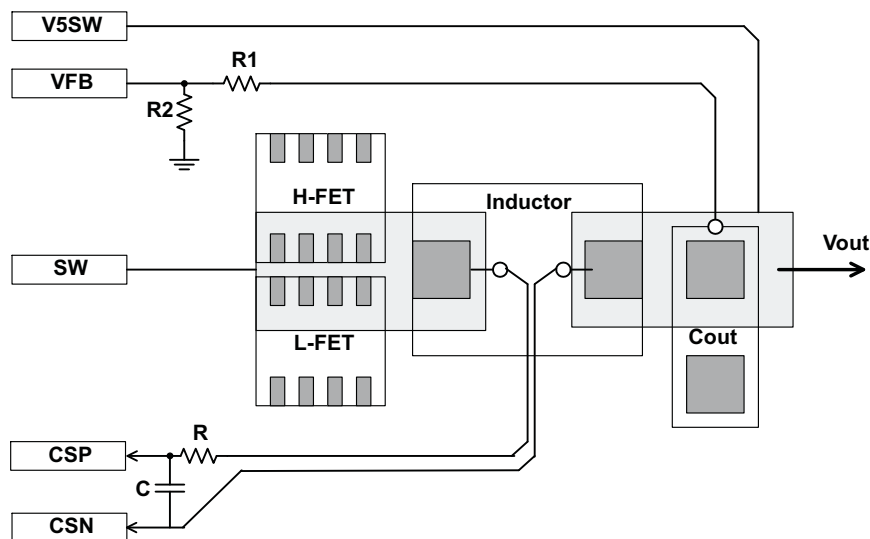 V5SW
VFB
R1
R2
H-FET
Inductor
SW
Vout
L-FET
Cout
CSP
R
C
CSN